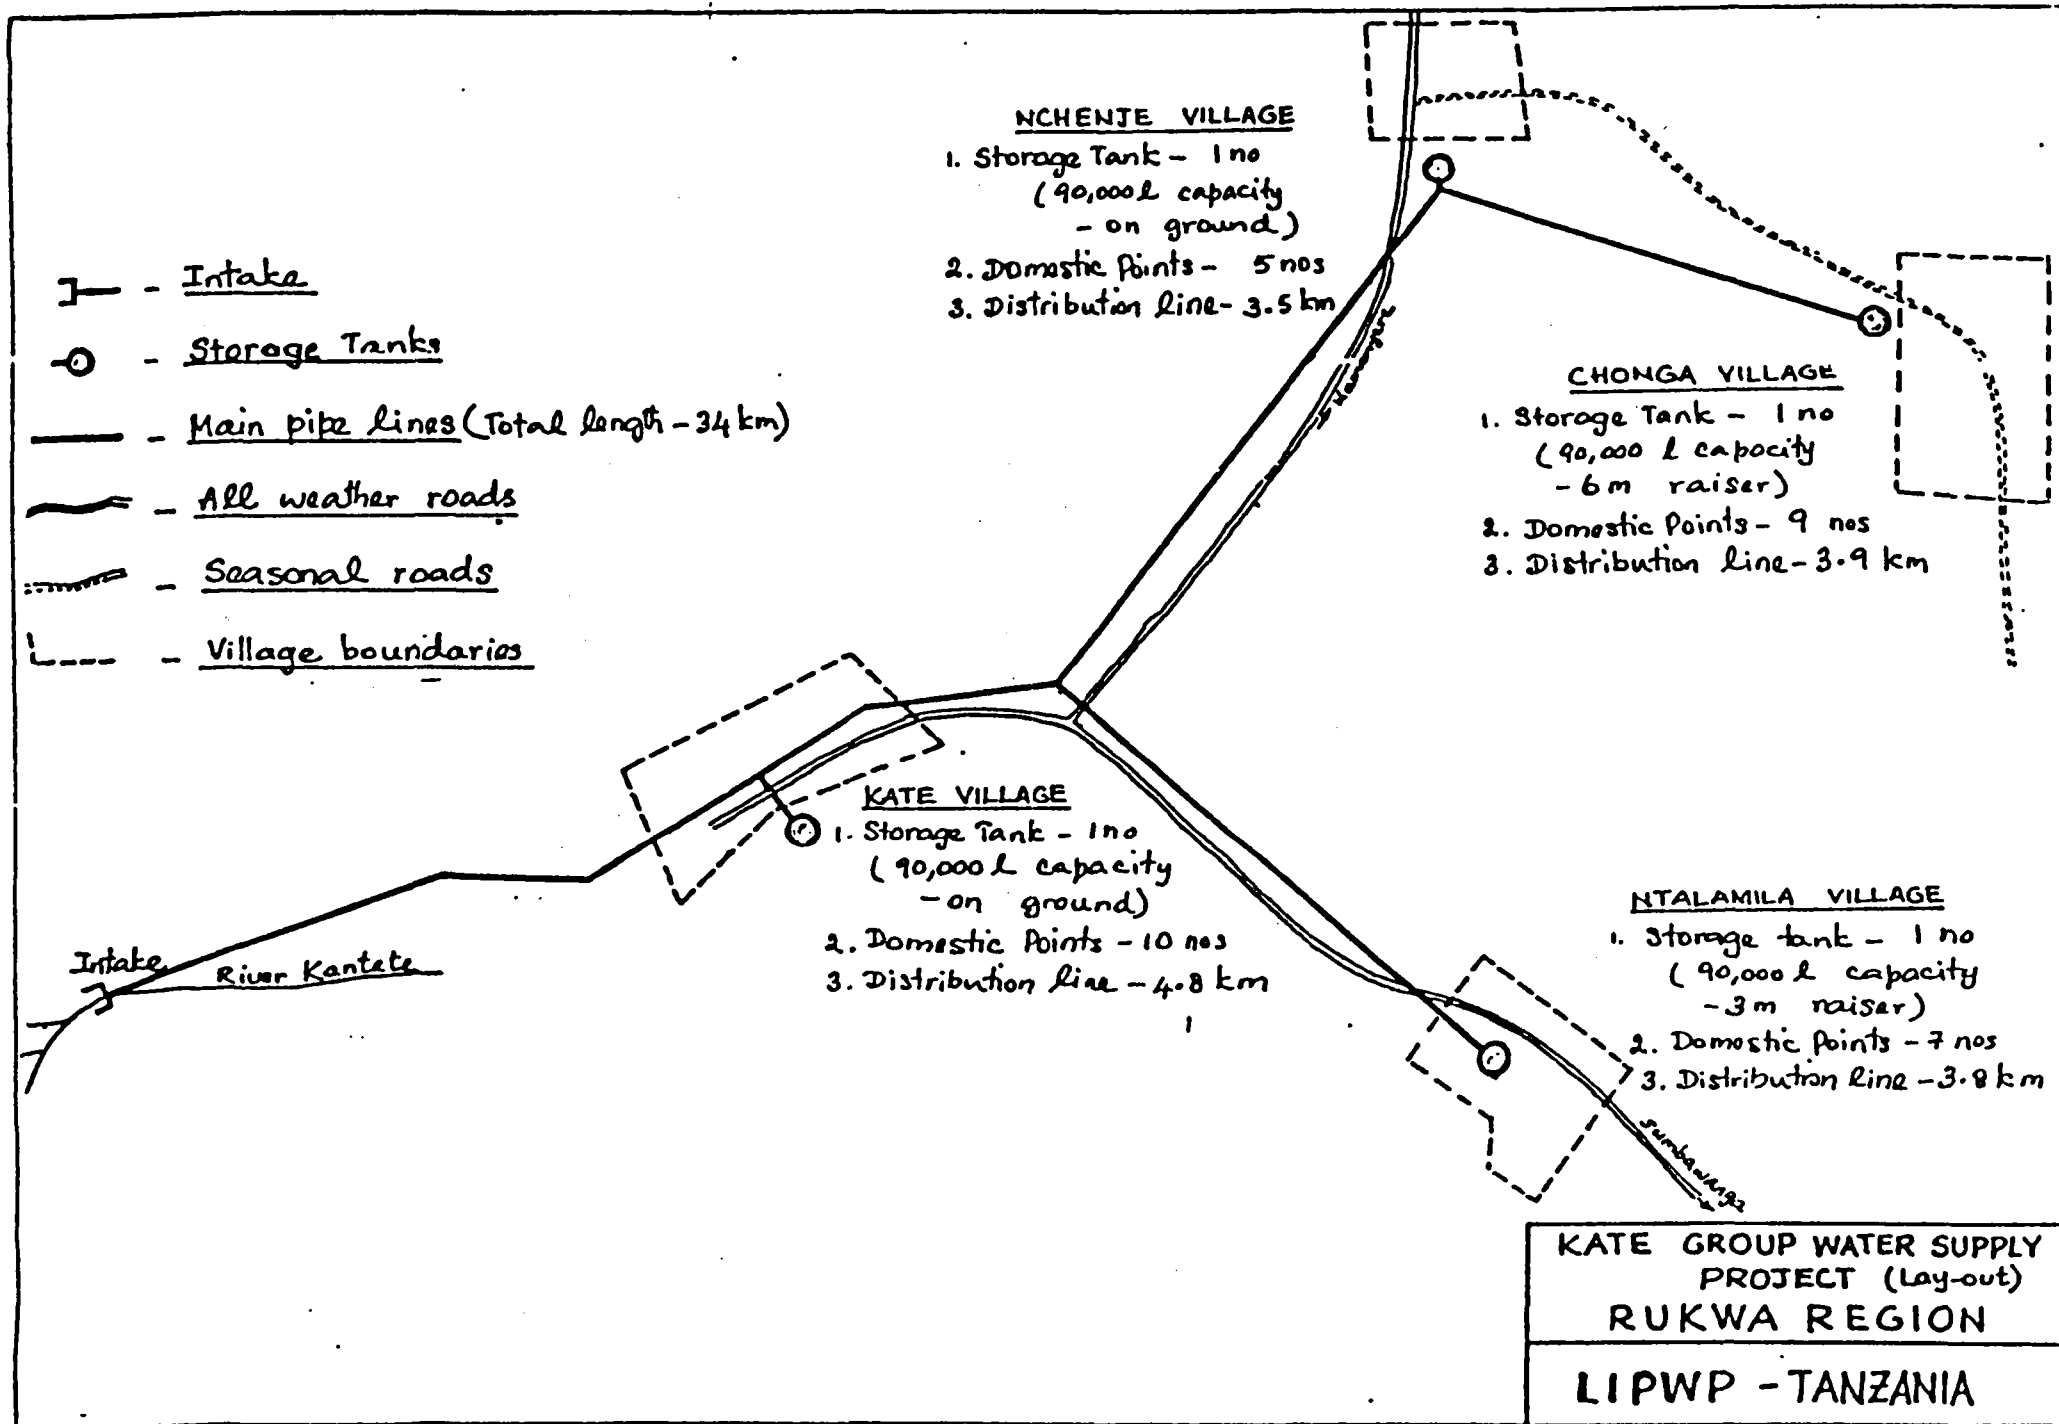 NCHENJE VILLAGE
1. Storage Tank - 1 no
(90,000 l capacity
- on ground)
2. Domestic Points - 5 nos
3. Distribution line - 3.5 km
Intake
Storage Tanks
Main pipe lines (Total length - 34 km)
All weather roads
Seasonal roads
Village boundaries
CHONGA VILLAGE
1. Storage Tank - 1 no
(90,000 l capocity
- 6 m raiser)
2. Domestic Points - 9 nos
3. Distribution line - 3.9 km
KATE VILLAGE
1. Storage Tank - 1 no
(90,000 l capacity
- on ground)
2. Domestic Points - 10 nos
3. Distribution line - 4.8 km
Intake
River Kantete
NTALAMILA VILLAGE
1. Storage tank - 1 no
(90,000 l capacity
- 3 m raiser)
2. Domestic Points - 7 nos
3. Distribution line - 3.8 km
Sumbawanga
KATE GROUP WATER SUPPLY
PROJECT (Lay-out)
RUKWA REGION
LIPWP - TANZANIA